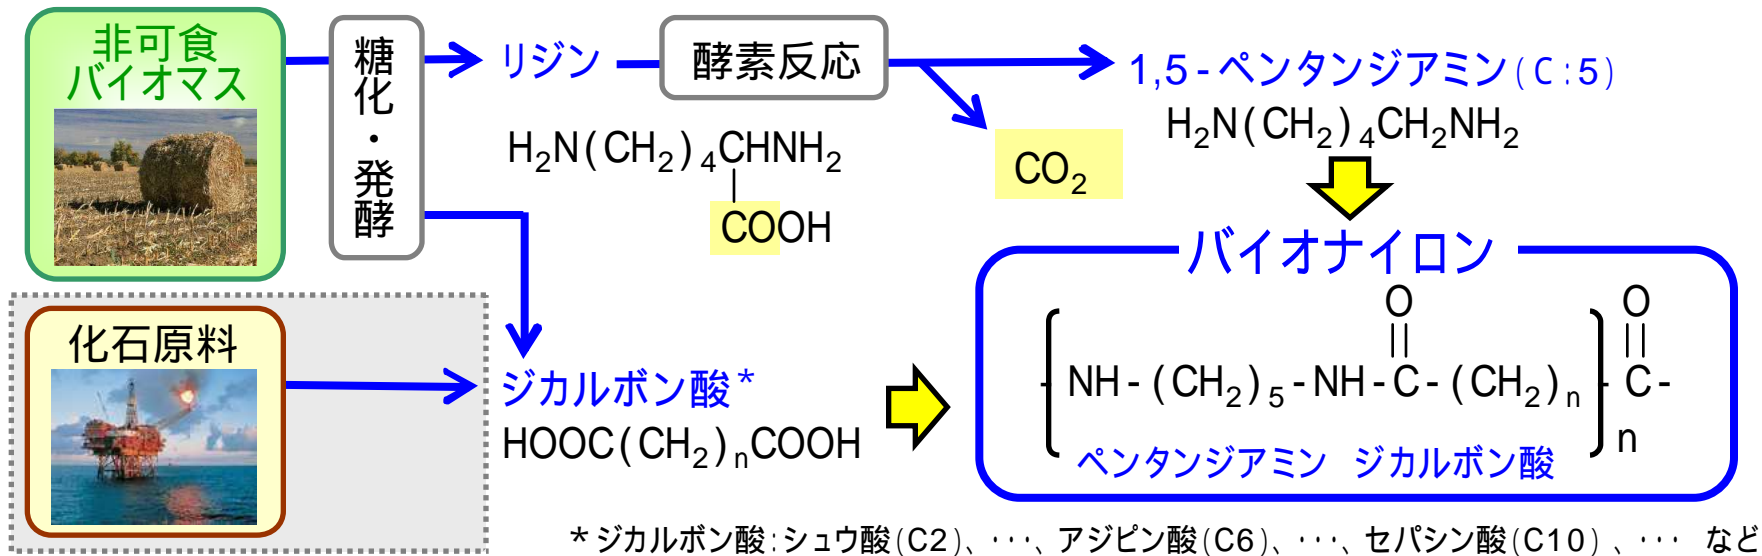 非可食
バイオマス
糖化・発酵
リジン
酵素反応
1,5-ペンタンジアミン(C:5)
H₂N(CH₂)₄CHNH₂
COOH
CO₂
H₂N(CH₂)₄CH₂NH₂
化石原料
ジカルボン酸*
HOOC(CH₂)ₙCOOH
バイオナイロン
O O
NH-(CH₂)₅-NH-C-(CH₂)ₙ C-
n
ペンタンジアミン ジカルボン酸
*ジカルボン酸:シュウ酸(C2)、・・・、アジピン酸(C6)、・・・、セバシン酸(C10)、・・・ など